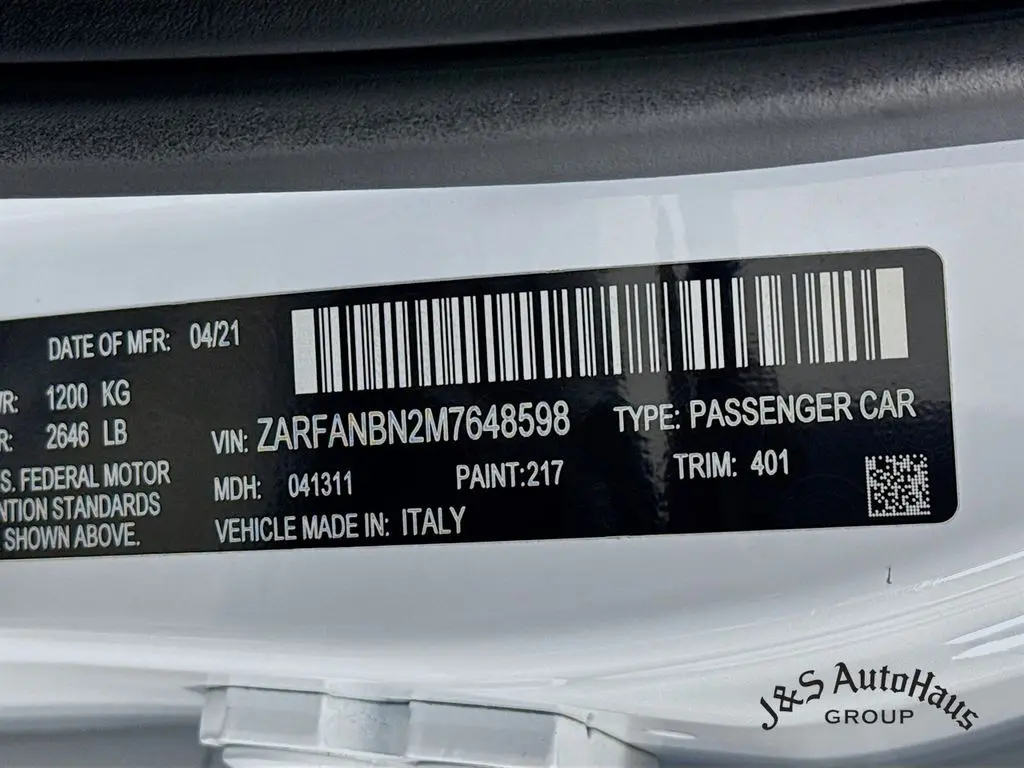 DATE OF MFR: 04/21
WR: 1200 KG
R: 2646 LB
S. FEDERAL MOTOR
NTION STANDARDS
SHOWN ABOVE.
VIN: ZARFANBN2M7648598
TYPE: PASSENGER CAR
MDH: 041311
PAINT:217
TRIM: 401
VEHICLE MADE IN: ITALY
J&S AutoHaus
GROUP